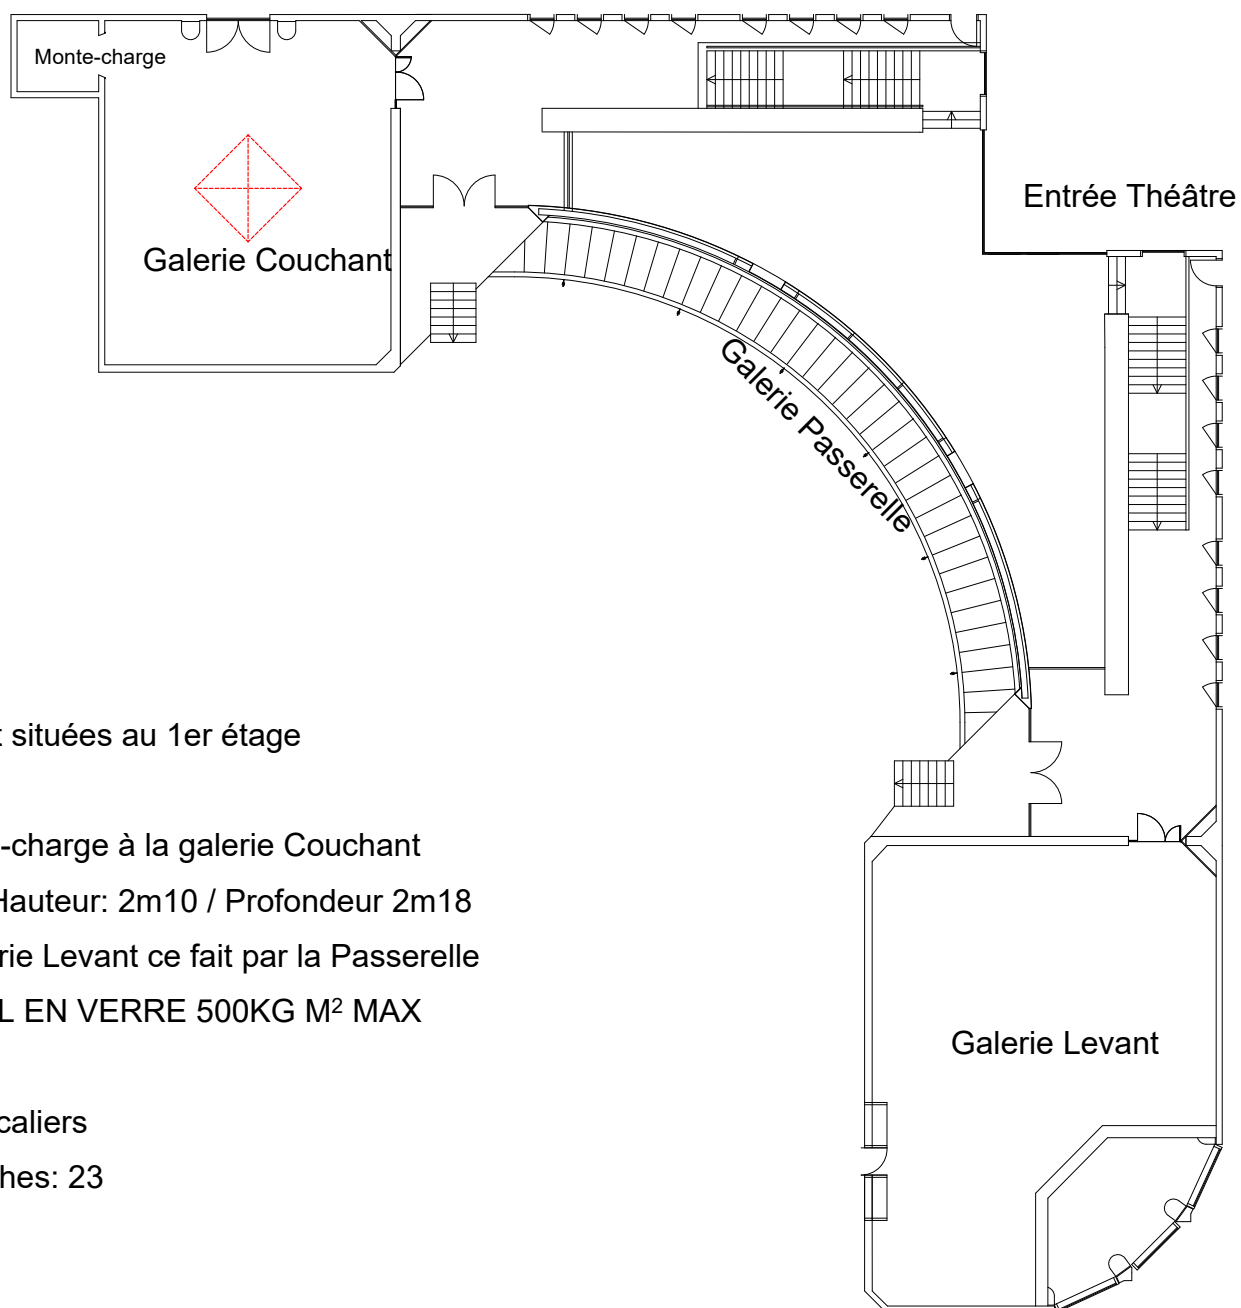 Monte-charge
Entrée Théâtre
Galerie Couchant
Galerie Passerelle
situées au 1er étage
-charge à la galerie Couchant
Hauteur: 2m10 / Profondeur 2m18
rie Levant ce fait par la Passerelle
L EN VERRE 500KG M² MAX
Galerie Levant
caliers
hes: 23